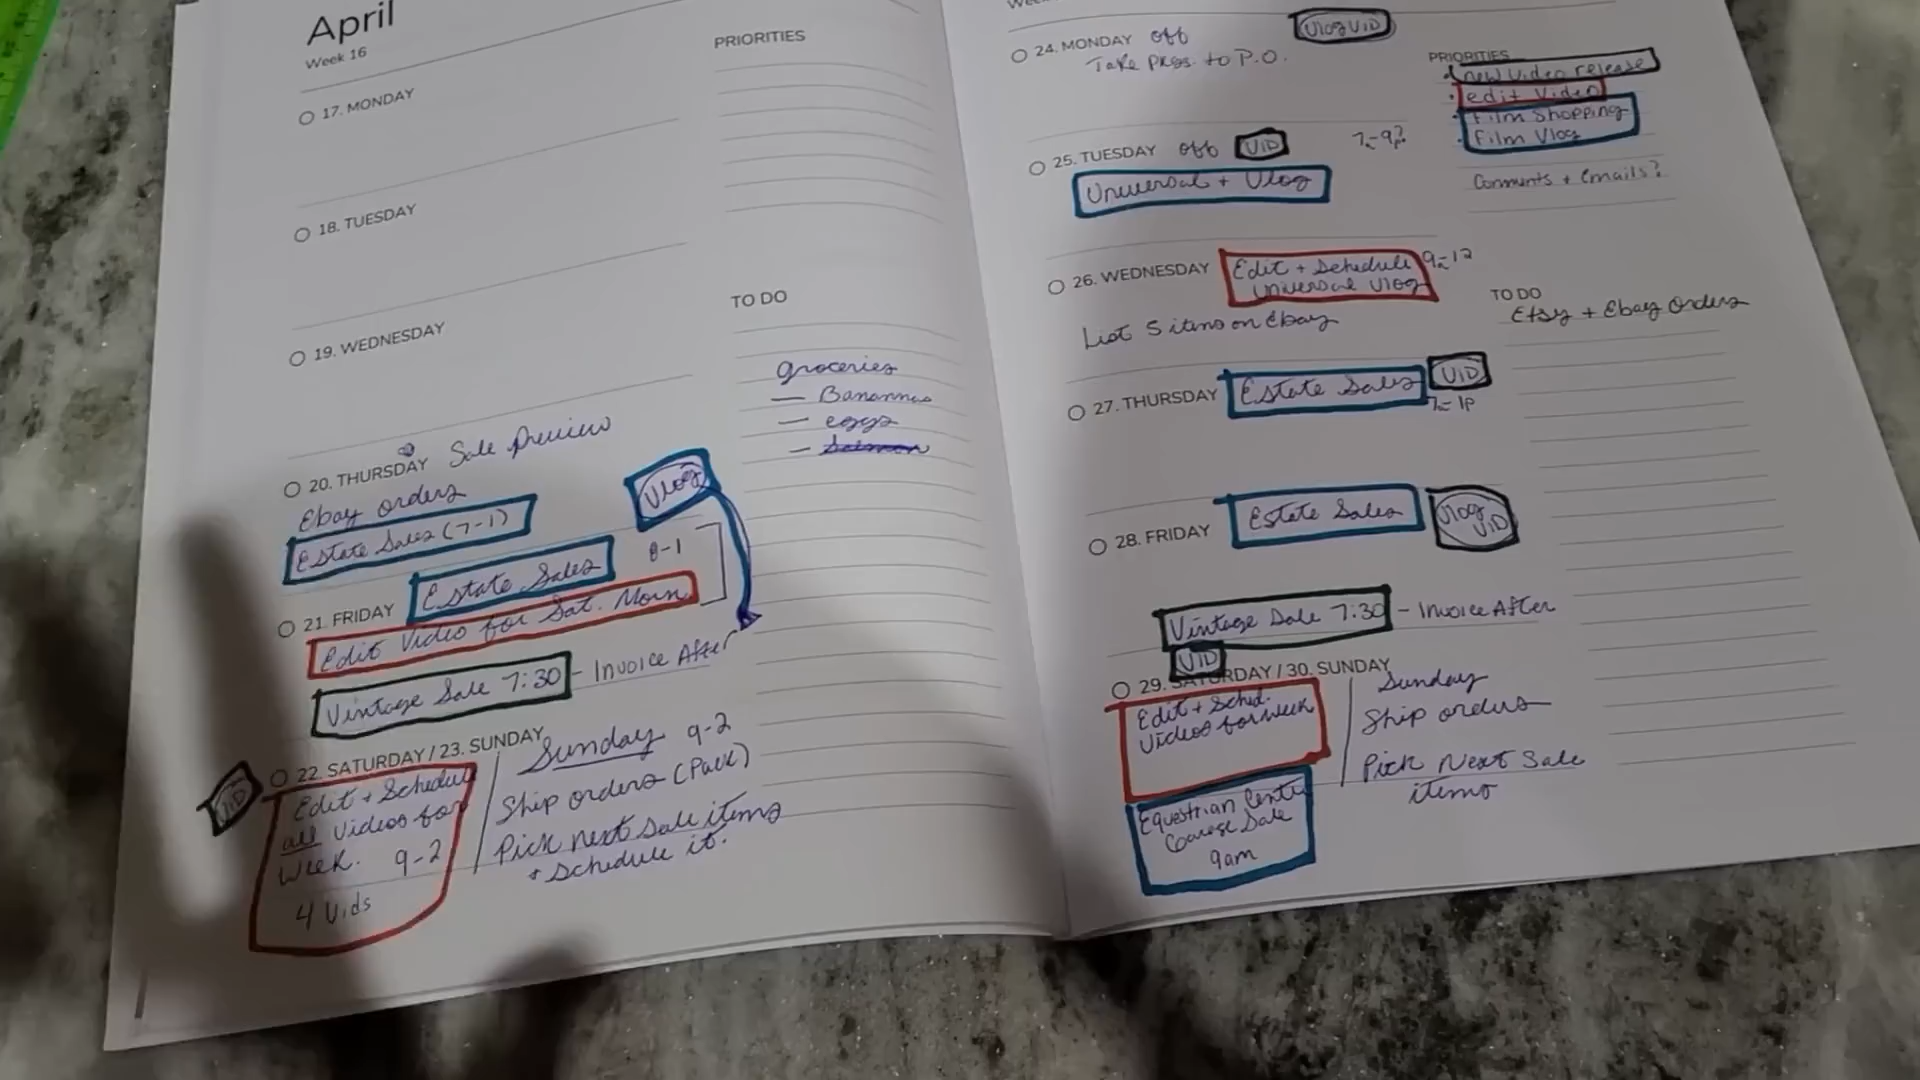 April
Week 16
PRIORITIES
17. MONDAY
18. TUESDAY
19. WEDNESDAY
TO DO
groceries
— Banannas
— eggs
— Salmon
20. THURSDAY Sale Preview
Ebay orders
Estate Sales (7-1)
Vlog
21. FRIDAY Estate Sales 8-1
Edit Video for Sat. Morn
Vintage Sale 7:30 - Invoice After
22. SATURDAY / 23. SUNDAY
VID
Edit + Schedule
all Videos for
Week. 9-2
4 Vids
Sunday 9-2
Ship orders (Pack)
Pick next sale items
+ schedule it.
24. MONDAY off
Vlog VID
Take pkgs. to P.O.
PRIORITIES
• new video release
• edit Video
• Film Shopping
• Film Vlog
Comments + emails?
25. TUESDAY off VID
Universal + Vlog
26. WEDNESDAY Edit + Schedule 9-12
Universal Vlog
List 5 items on Ebay
TO DO
Etsy + Ebay Orders
27. THURSDAY Estate Sales VID
28. FRIDAY Estate Sales Vlog
VID
Vintage Sale 7:30 - Invoice After
VID
29. SATURDAY / 30. SUNDAY
Edit + Sched.
Videos for week
Equestrian
Sale
9am
Sunday
Ship orders
Pick Next Sale
items